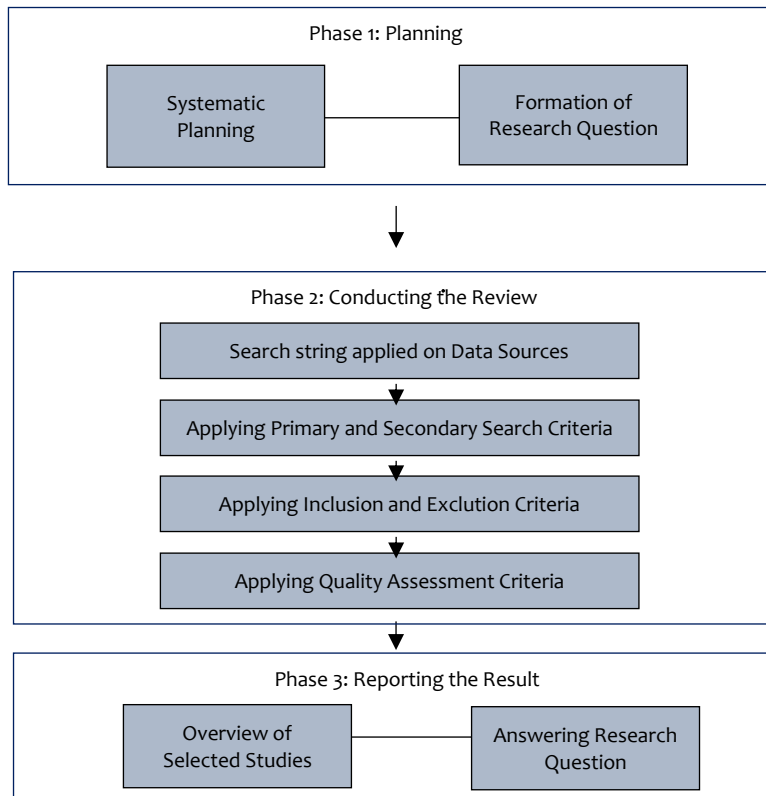 Phase 1: Planning
Systematic
Planning
Formation of
Research Question
Phase 2: Conducting the Review
Search string applied on Data Sources
Applying Primary and Secondary Search Criteria
Applying Inclusion and Exclution Criteria
Applying Quality Assessment Criteria
Phase 3: Reporting the Result
Overview of
Selected Studies
Answering Research
Question